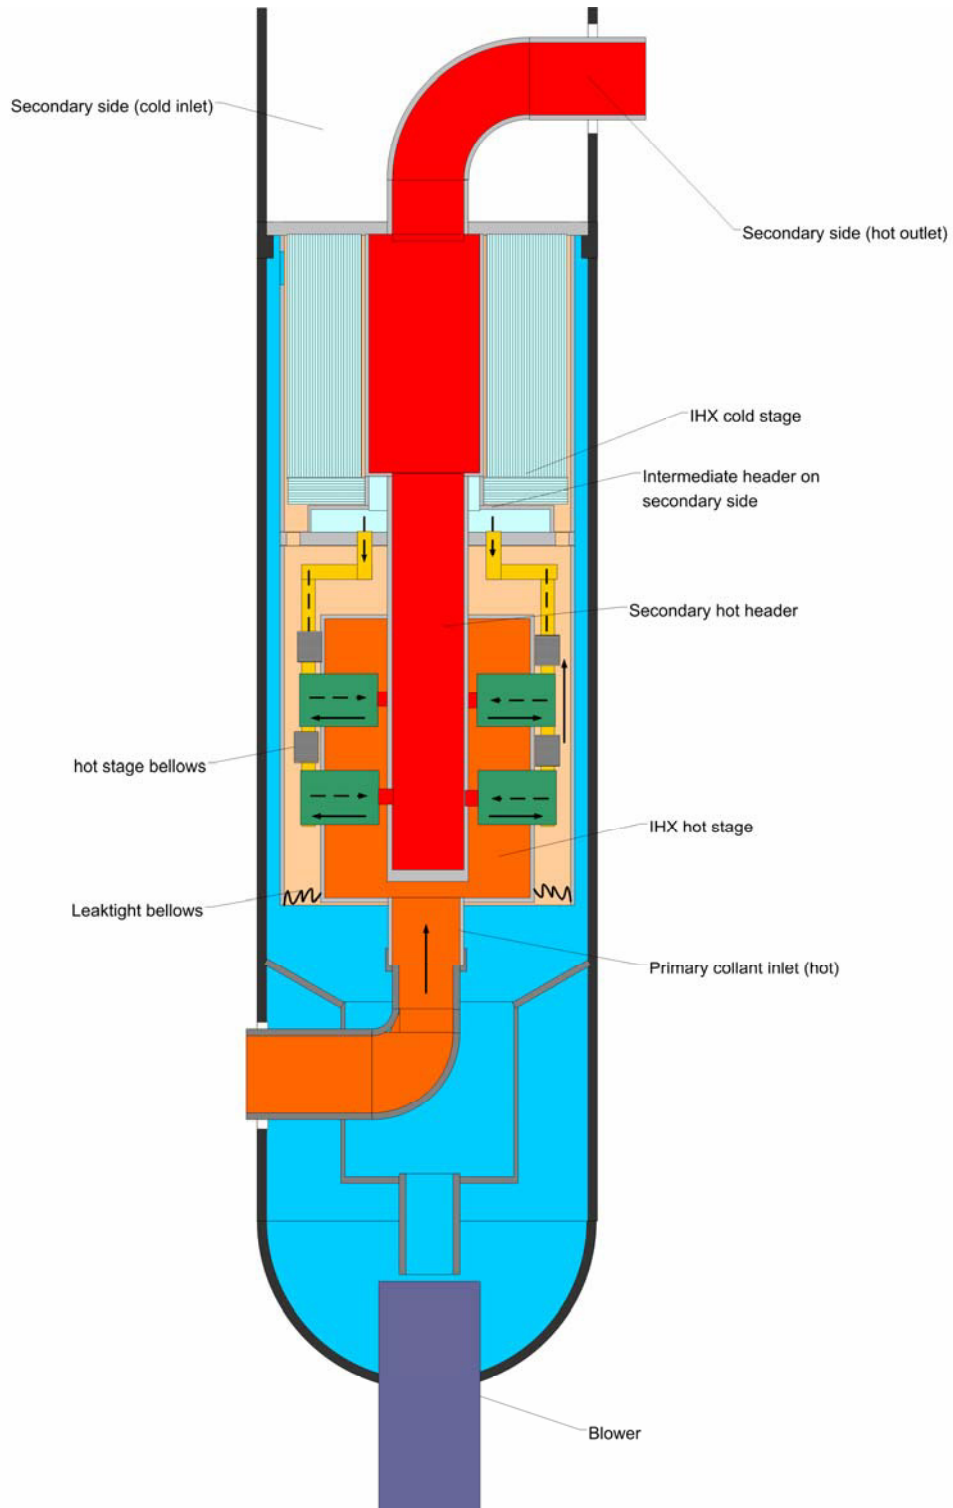 Secondary side (cold inlet)
Secondary side (hot outlet)
IHX cold stage
Intermediate header on
secondary side
Secondary hot header
hot stage bellows
IHX hot stage
Leaktight bellows
Primary collant inlet (hot)
Blower